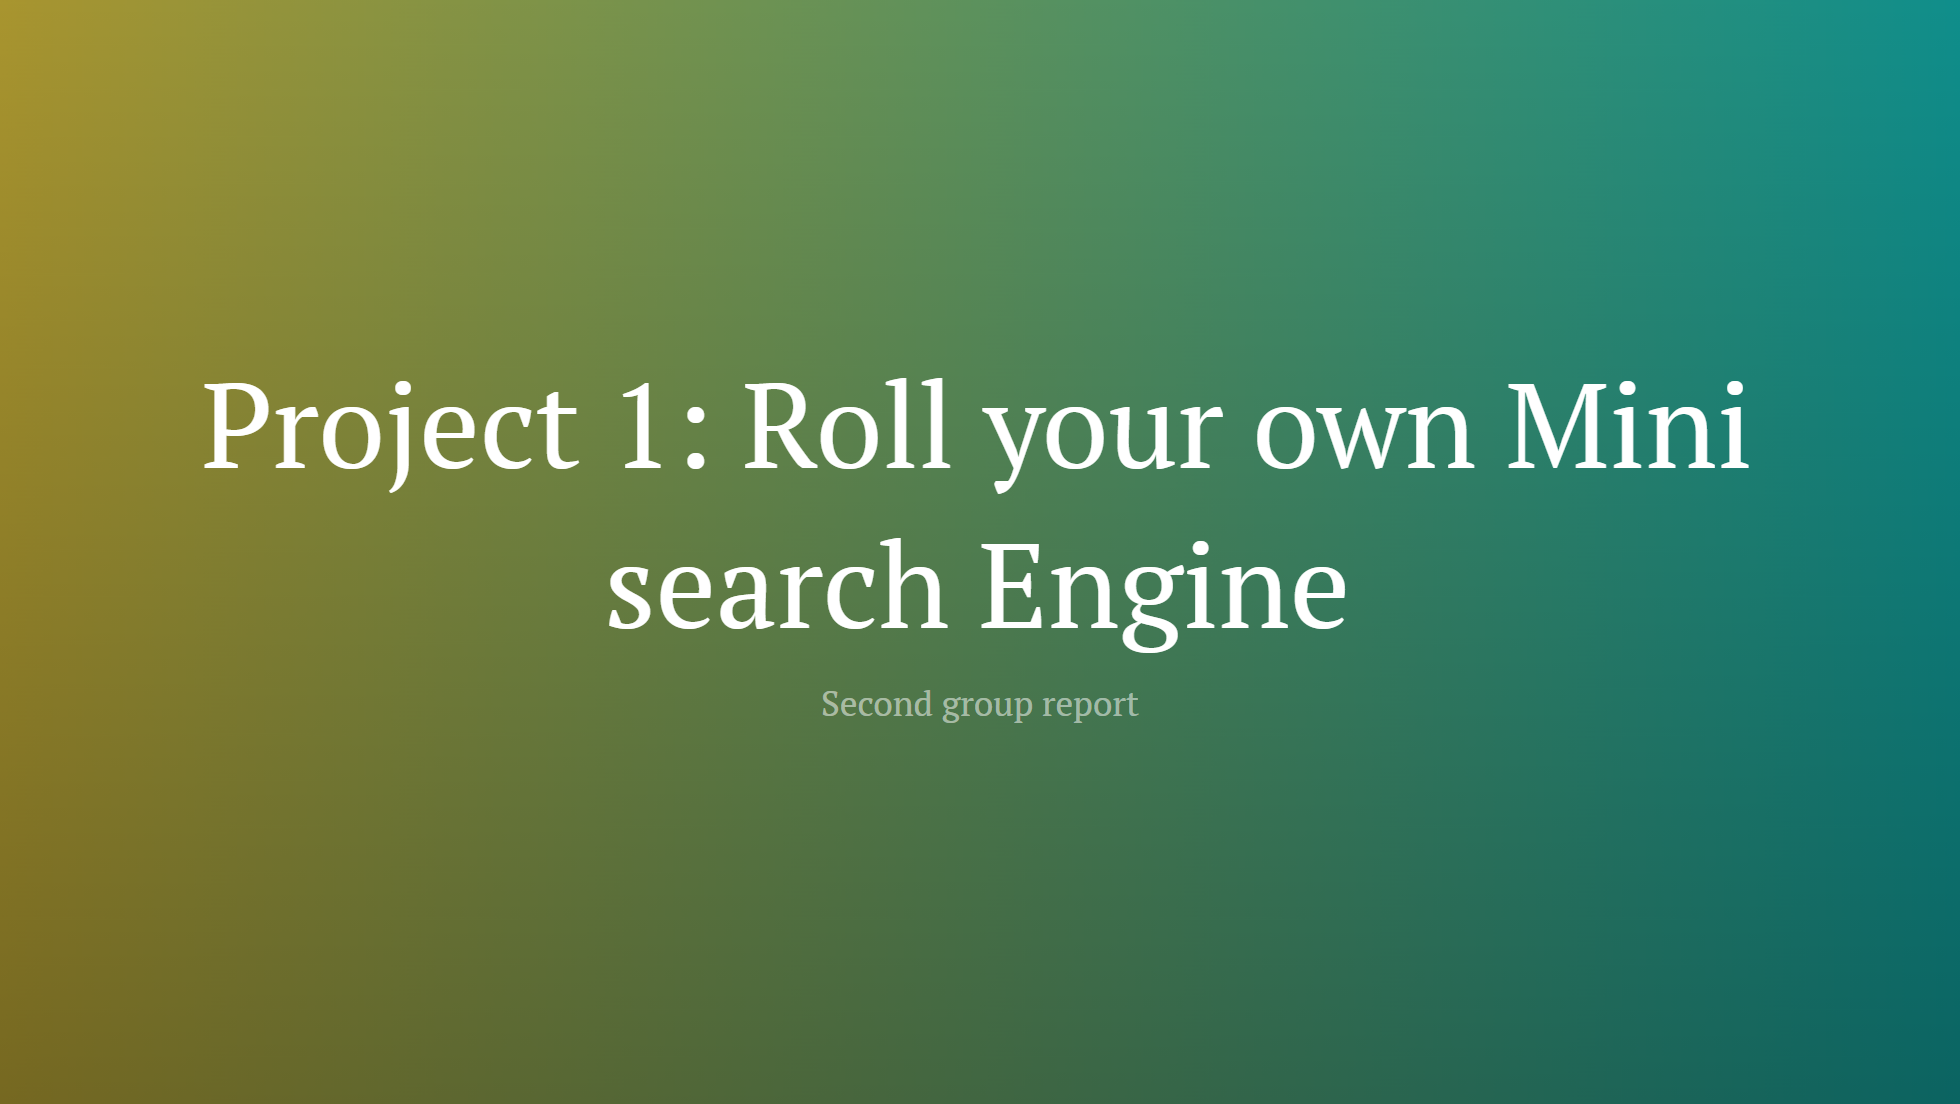 Project 1: Roll your own Mini
search Engine
Second group report